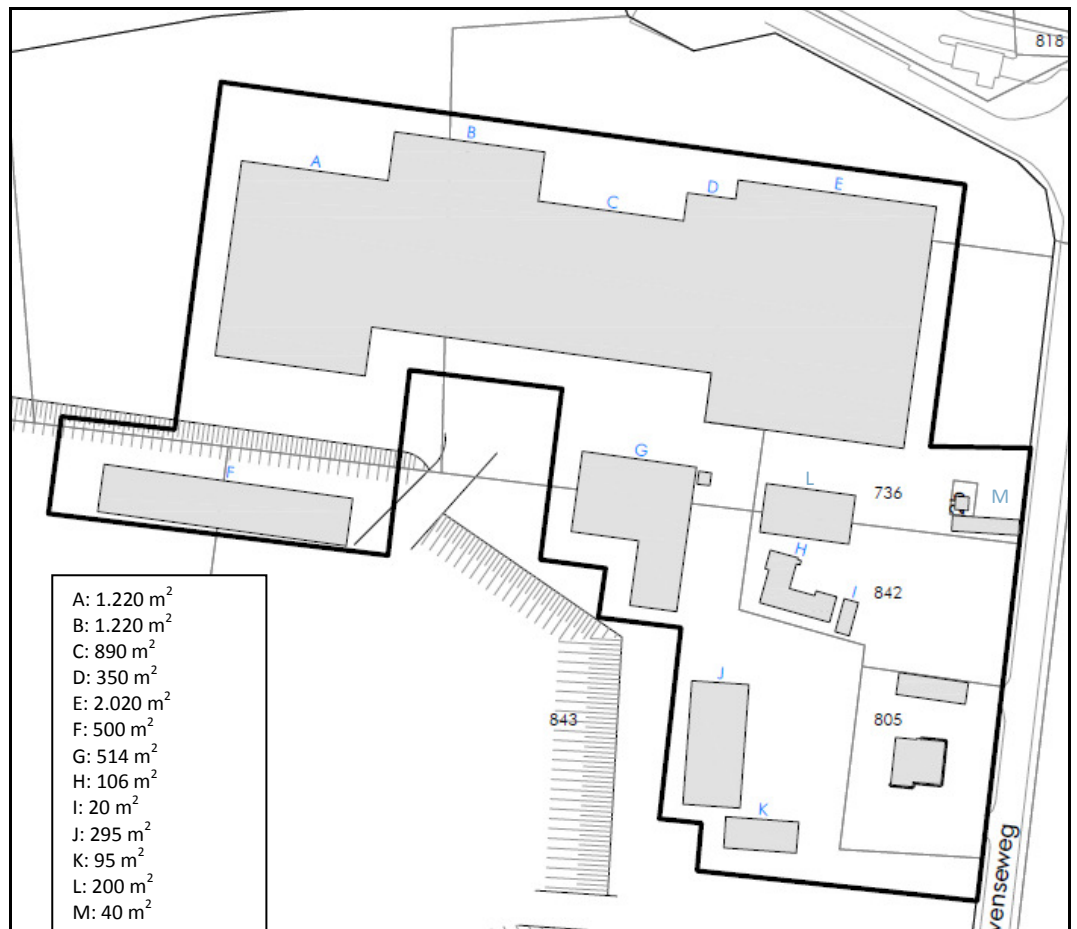 818
B
A
D
E
C
G
F
L
736
M
H
I
842
J
805
843
K
venseweg
A: 1.220 m²
B: 1.220 m²
C: 890 m²
D: 350 m²
E: 2.020 m²
F: 500 m²
G: 514 m²
H: 106 m²
I: 20 m²
J: 295 m²
K: 95 m²
L: 200 m²
M: 40 m²